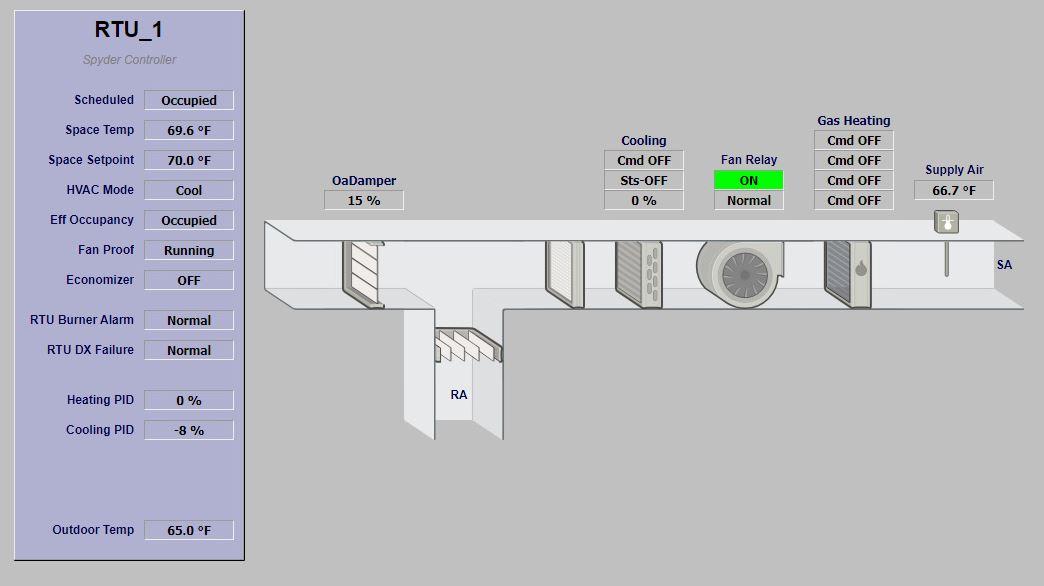 RTU_1
Spyder Controller
Scheduled Occupied
Space Temp 69.6 °F
Space Setpoint 70.0 °F
HVAC Mode Cool
Eff Occupancy Occupied
Fan Proof Running
Economizer OFF
RTU Burner Alarm Normal
RTU DX Failure Normal
Heating PID 0 %
Cooling PID -8 %
Outdoor Temp 65.0 °F
OaDamper
15 %
Cooling
Cmd OFF
Sts-OFF
0 %
Fan Relay
ON
Normal
Gas Heating
Cmd OFF
Cmd OFF
Cmd OFF
Cmd OFF
Supply Air
66.7 °F
SA
RA